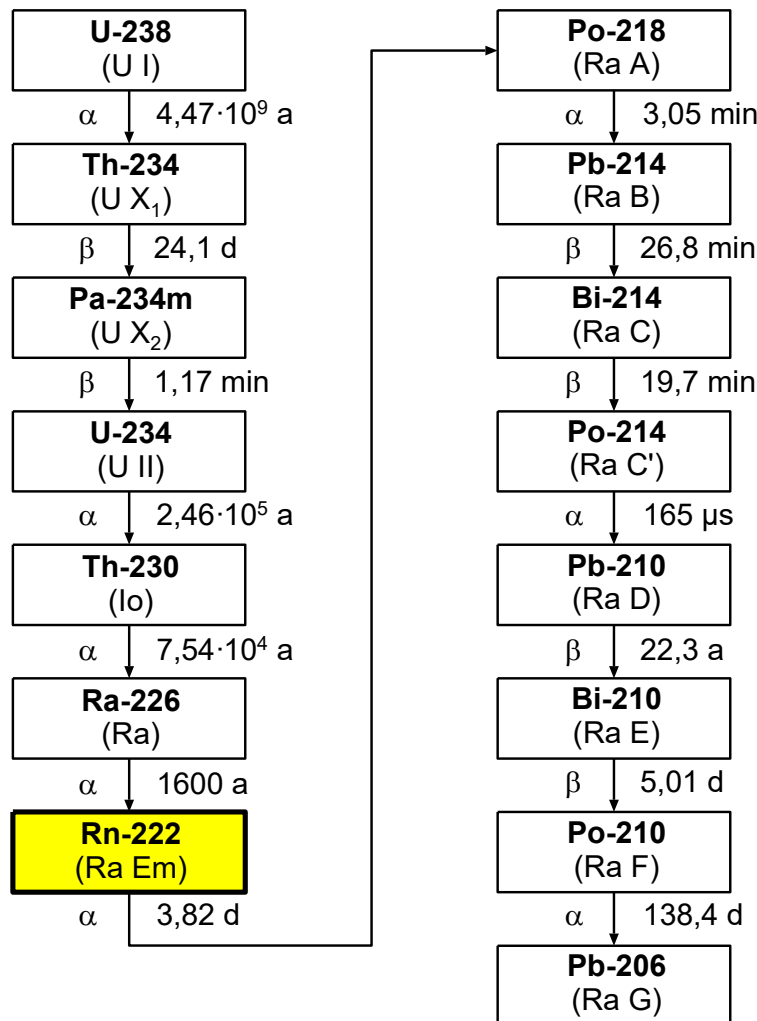 U-238
(U I)
α 4,47·10⁹ a
Th-234
(U X₁)
β 24,1 d
Pa-234m
(U X₂)
β 1,17 min
U-234
(U II)
α 2,46·10⁵ a
Th-230
(Io)
α 7,54·10⁴ a
Ra-226
(Ra)
α 1600 a
Rn-222
(Ra Em)
α 3,82 d
Po-218
(Ra A)
α 3,05 min
Pb-214
(Ra B)
β 26,8 min
Bi-214
(Ra C)
β 19,7 min
Po-214
(Ra C')
α 165 µs
Pb-210
(Ra D)
β 22,3 a
Bi-210
(Ra E)
β 5,01 d
Po-210
(Ra F)
α 138,4 d
Pb-206
(Ra G)